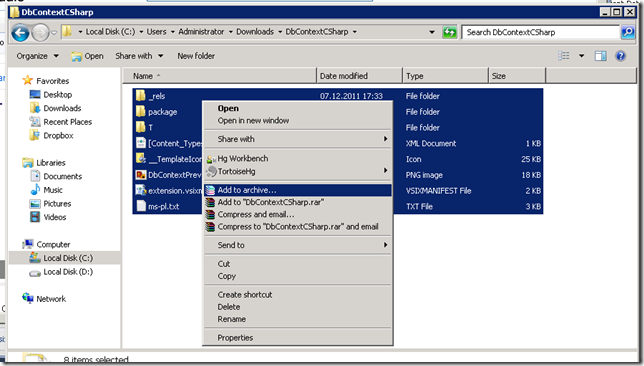 DbContextCSharp
Local Disk (C:) Users Administrator Downloads DbContextCSharp
Search DbContextCSharp
Organize Open Share with New folder
Name Date modified Type Size
Favorites
Desktop
Downloads
Recent Places
Dropbox
Libraries
Documents
Music
Pictures
Videos
Computer
Local Disk (C:)
Local Disk (D:)
Network
_rels 07.12.2011 17:33 File folder
package File folder
T File folder
[Content_Types XML Document 1 KB
__TemplateIcon Icon 25 KB
DbContextPrev PNG image 18 KB
extension.vsixm VSIXMANIFEST File 2 KB
ms-pl.txt TXT File 3 KB
Open
Open in new window
Share with
Hg Workbench
TortoiseHg
Add to archive...
Add to "DbContextCSharp.rar"
Compress and email...
Compress to "DbContextCSharp.rar" and email
Send to
Cut
Copy
Create shortcut
Delete
Rename
Properties
8 items selected